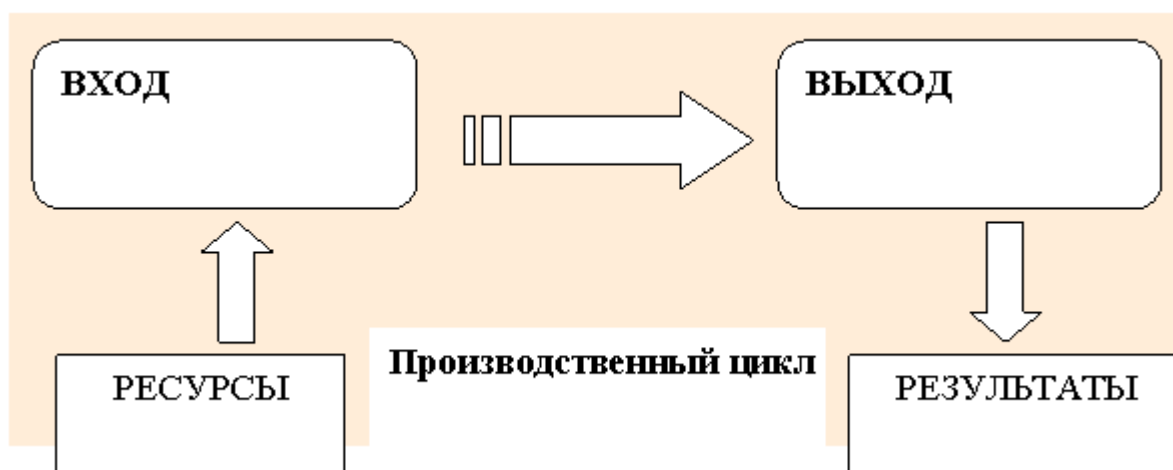 ВХОД
ВЫХОД
Производственный цикл
РЕСУРСЫ
РЕЗУЛЬТАТЫ